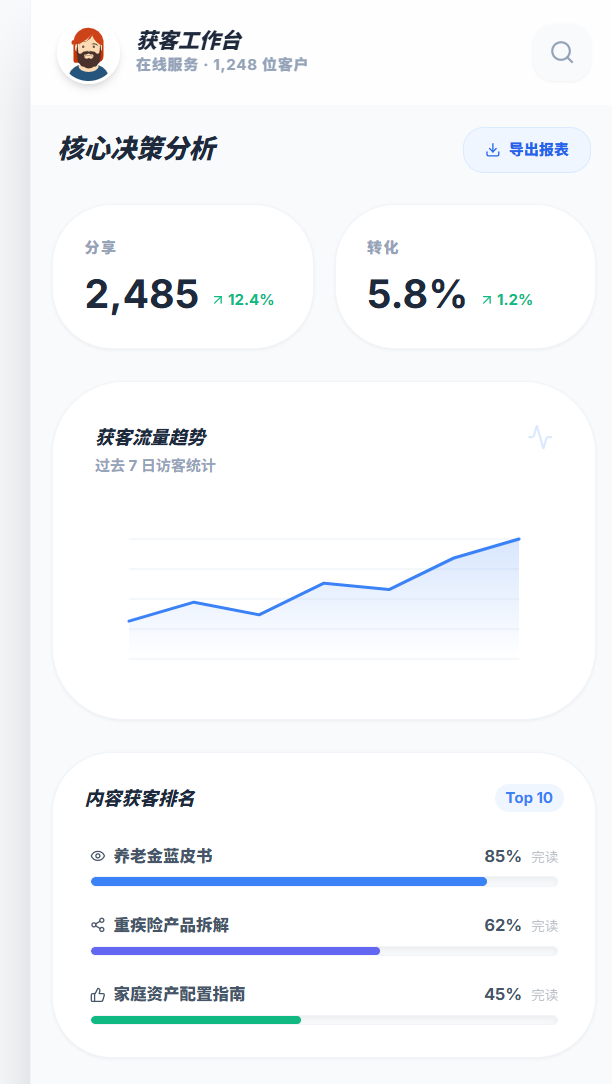 获客工作台
在线服务 · 1,248 位客户
核心决策分析
导出报表
分享
2,485 12.4%
转化
5.8% 1.2%
获客流量趋势
过去 7 日访客统计
内容获客排名
Top 10
养老金蓝皮书 85% 完读
重疾险产品拆解 62% 完读
家庭资产配置指南 45% 完读